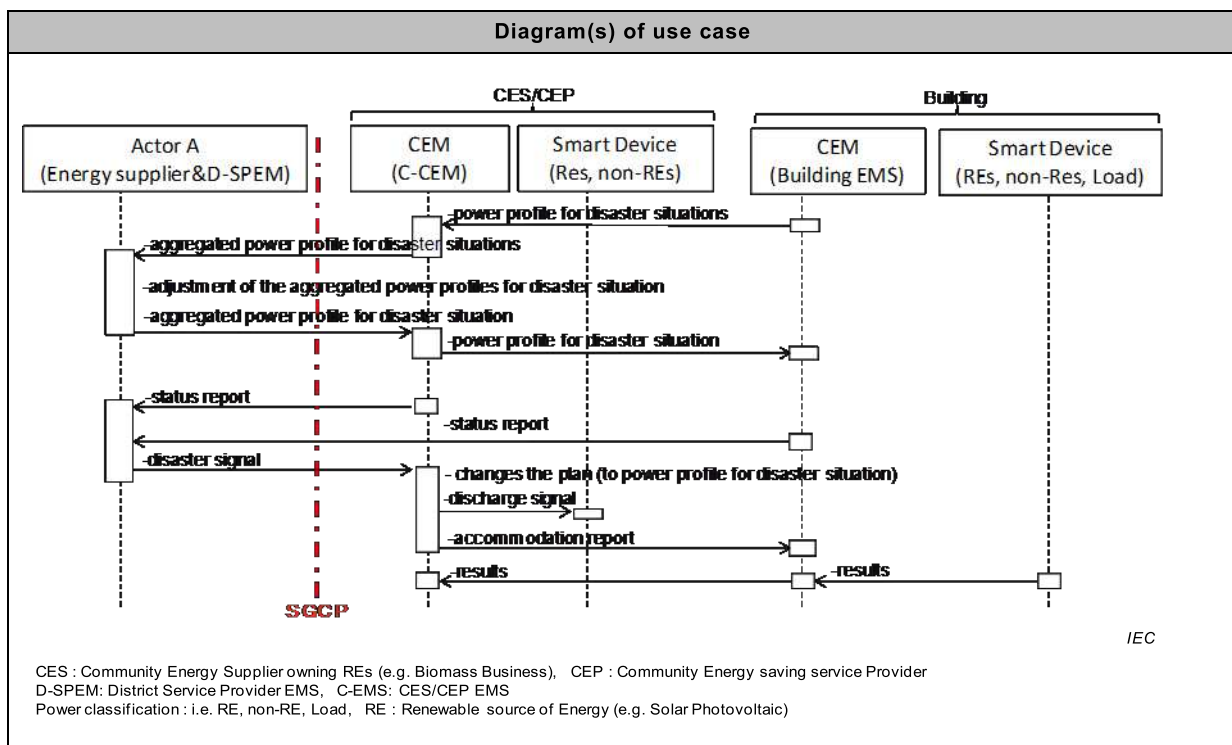 Diagram(s) of use case
CES/CEP
Building
Actor A
(Energy supplier&D-SPEM)
CEM
(C-CEM)
Smart Device
(Res, non-REs)
CEM
(Building EMS)
Smart Device
(REs, non-Res, Load)
-power profile for disaster situations
-aggregated power profile for disaster situations
-adjustment of the aggregated power profiles for disaster situation
-aggregated power profile for disaster situation
-power profile for disaster situation
-status report
-status report
-disaster signal
- changes the plan (to power profile for disaster situation)
-discharge signal
-accommodation report
-results
-results
SGCP
IEC
CES : Community Energy Supplier owning REs (e.g. Biomass Business), CEP : Community Energy saving service Provider
D-SPEM: District Service Provider EMS, C-EMS: CES/CEP EMS
Power classification : i.e. RE, non-RE, Load, RE : Renewable source of Energy (e.g. Solar Photovoltaic)